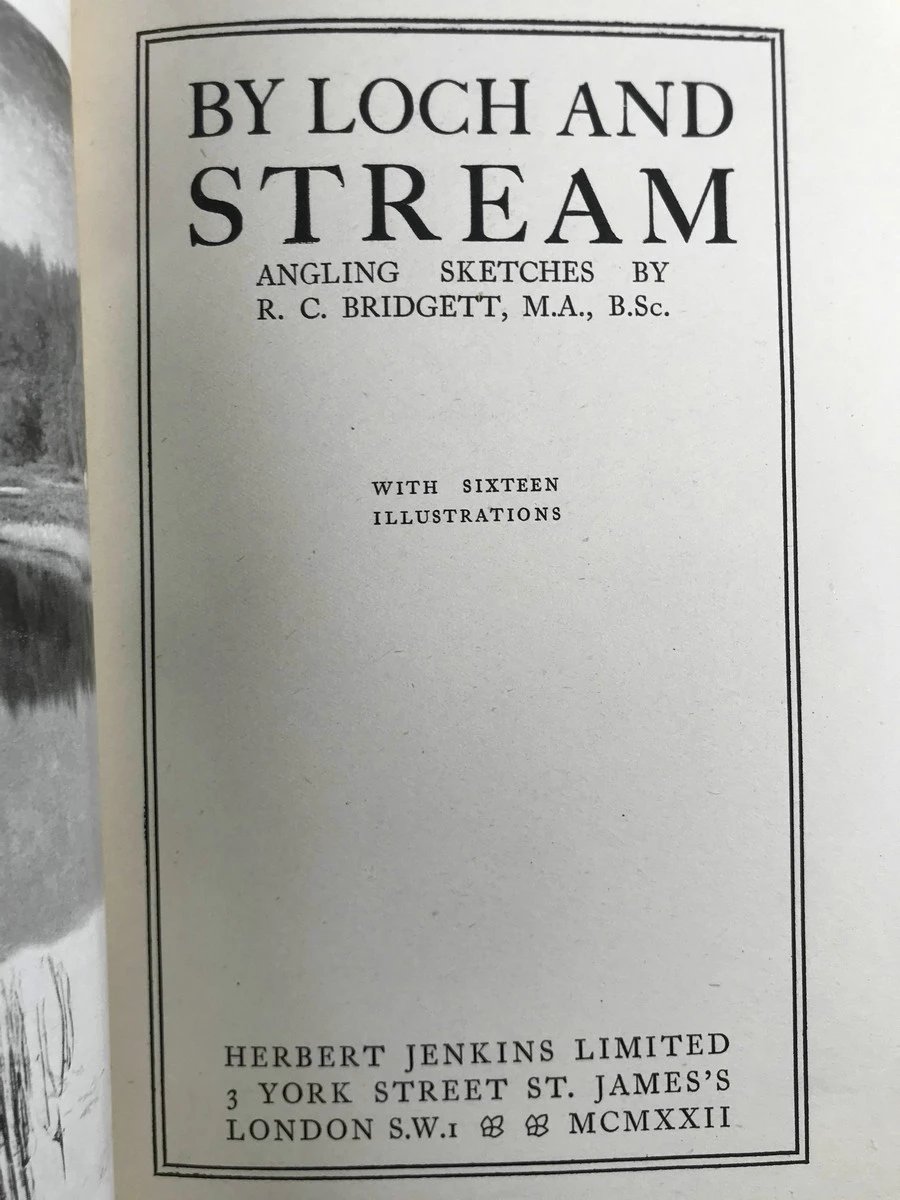 BY LOCH AND
STREAM
ANGLING SKETCHES BY
R. C. BRIDGETT, M.A., B.Sc.
WITH SIXTEEN
ILLUSTRATIONS
HERBERT JENKINS LIMITED
3 YORK STREET ST. JAMES'S
LONDON S.W.1 MCMXXII